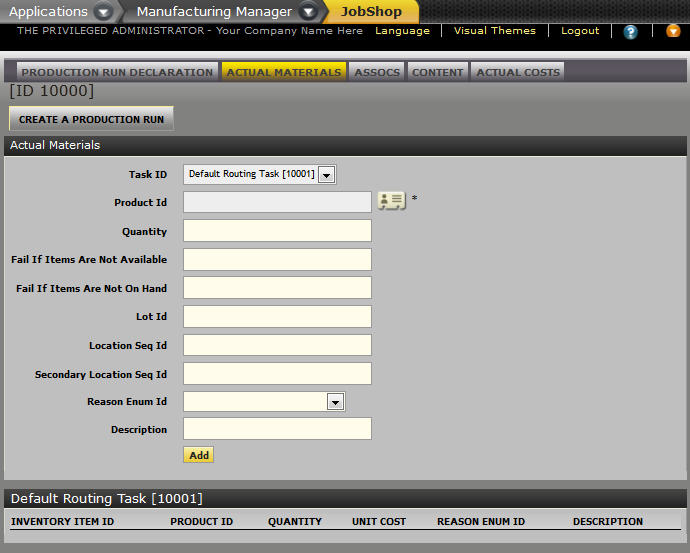 Applications Manufacturing Manager JobShop
THE PRIVILEGED ADMINISTRATOR - Your Company Name Here Language Visual Themes Logout ?
PRODUCTION RUN DECLARATION ACTUAL MATERIALS ASSOCS CONTENT ACTUAL COSTS
[ID 10000]
CREATE A PRODUCTION RUN
Actual Materials
Task ID Default Routing Task [10001]
Product Id *
Quantity
Fail If Items Are Not Available
Fail If Items Are Not On Hand
Lot Id
Location Seq Id
Secondary Location Seq Id
Reason Enum Id
Description
Add
Default Routing Task [10001]
INVENTORY ITEM ID PRODUCT ID QUANTITY UNIT COST REASON ENUM ID DESCRIPTION